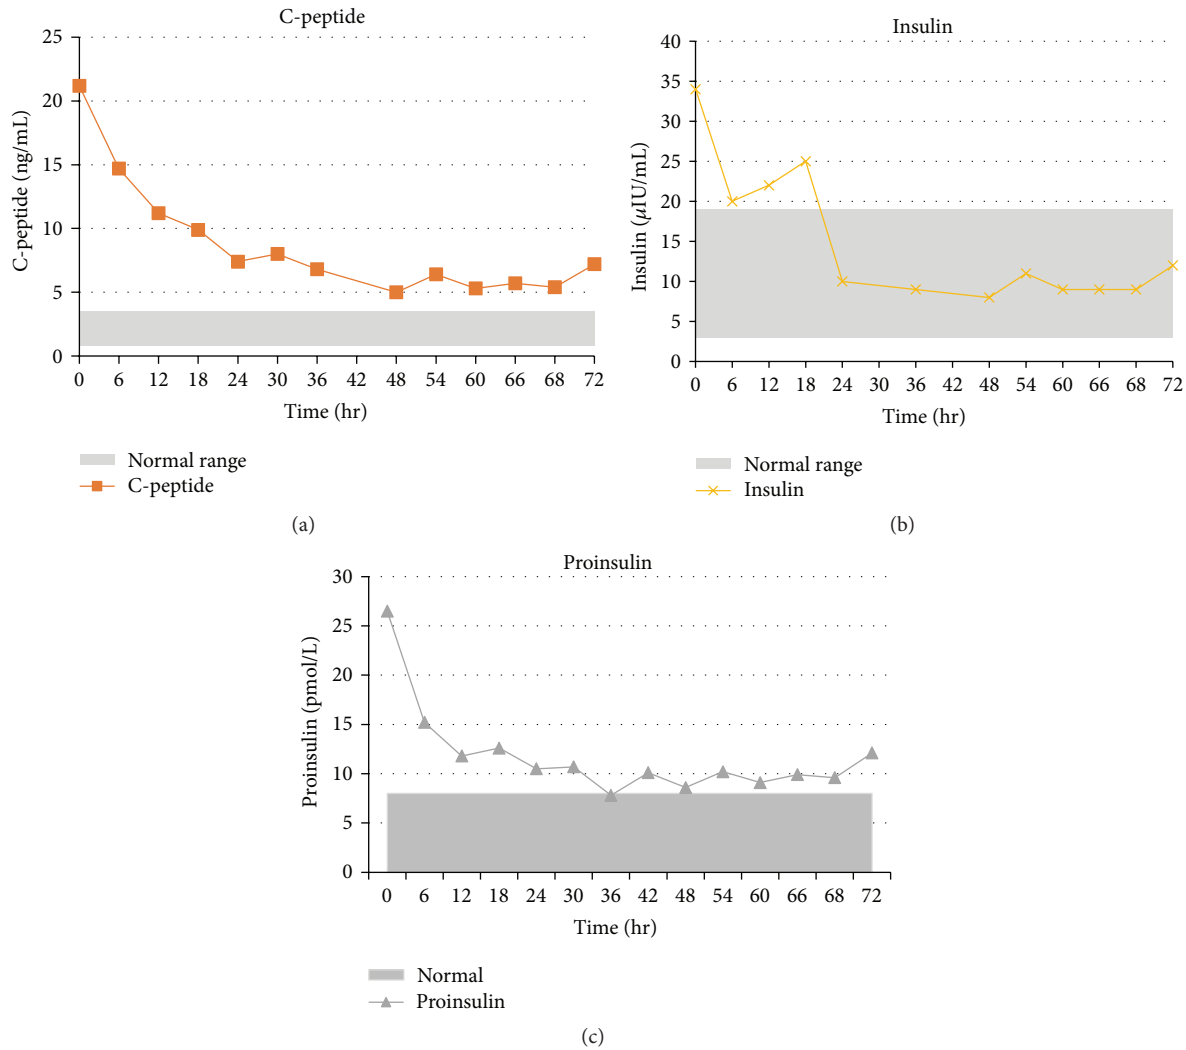 C-peptide
C-peptide (ng/mL)
25
20
15
10
5
0
0 6 12 18 24 30 36 42 48 54 60 66 68 72
Time (hr)
Normal range
C-peptide
(a)
Insulin
Insulin (μIU/mL)
40
35
30
25
20
15
10
5
0
0 6 12 18 24 30 36 42 48 54 60 66 68 72
Time (hr)
Normal range
Insulin
(b)
Proinsulin
Proinsulin (pmol/L)
30
25
20
15
10
5
0
0 6 12 18 24 30 36 42 48 54 60 66 68 72
Time (hr)
Normal
Proinsulin
(c)